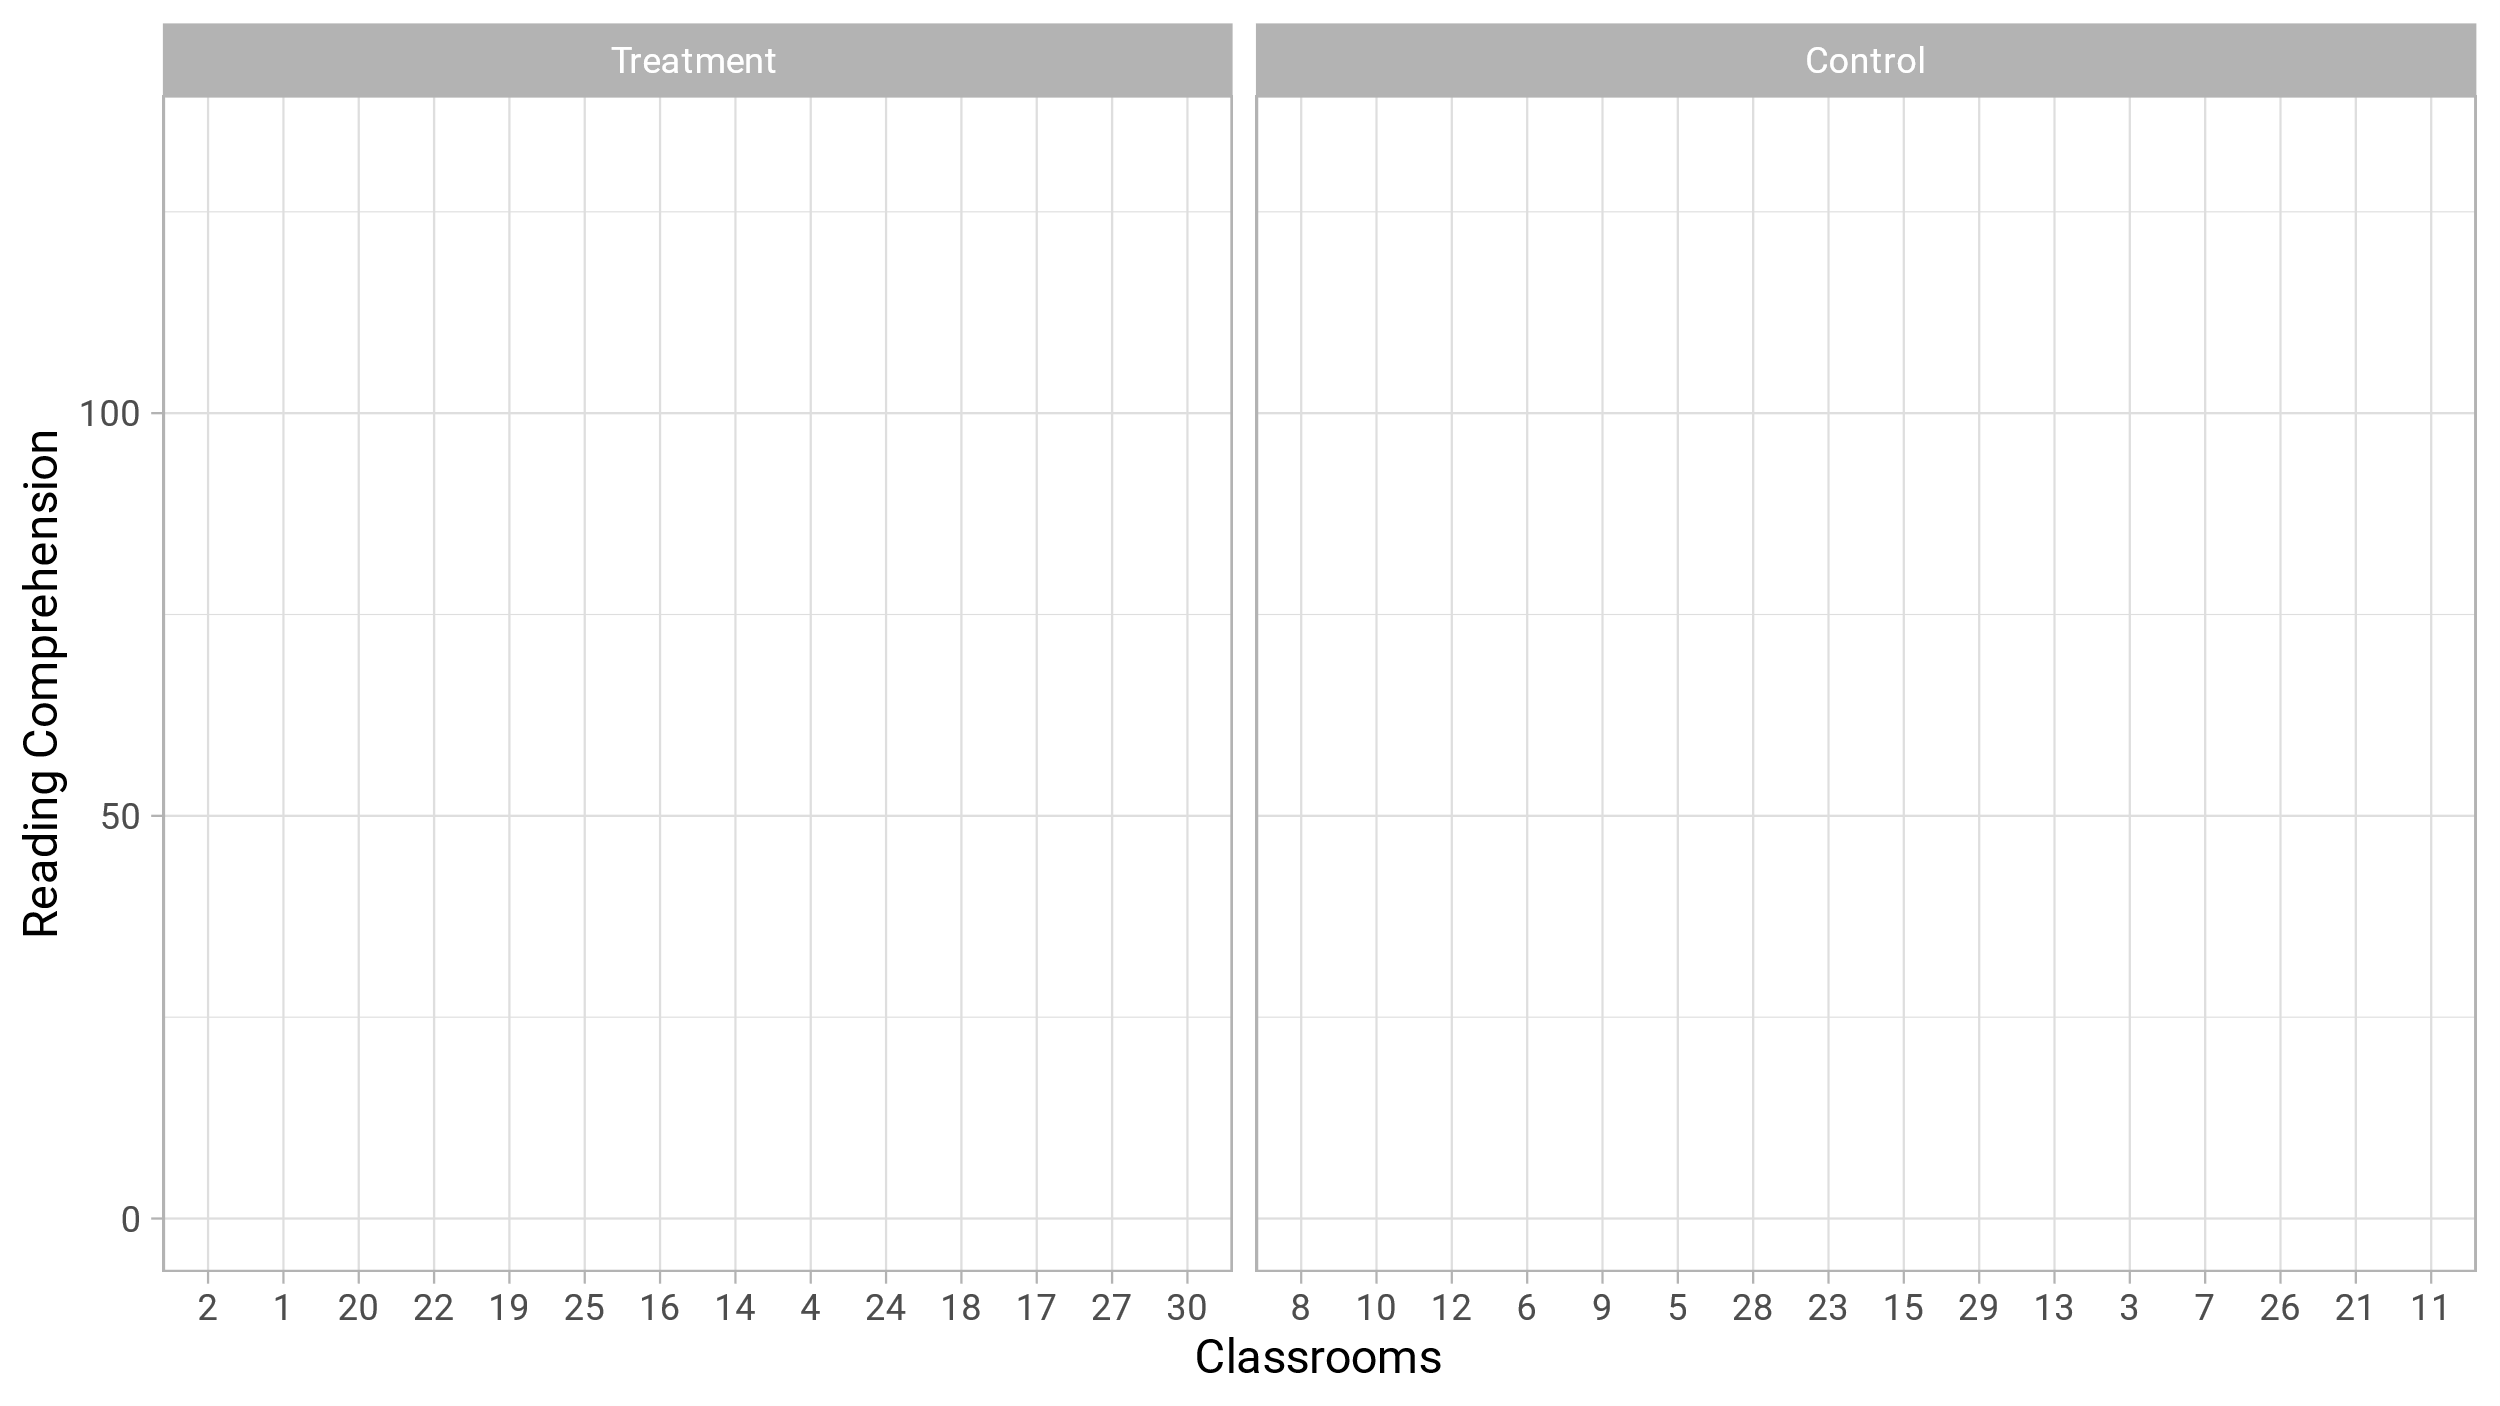 Treatment
Control
Reading Comprehension
100
50
0
2 1 20 22 19 25 16 14 4 24 18 17 27 30
8 10 12 6 9 5 28 23 15 29 13 3 7 26 21 11
Classrooms